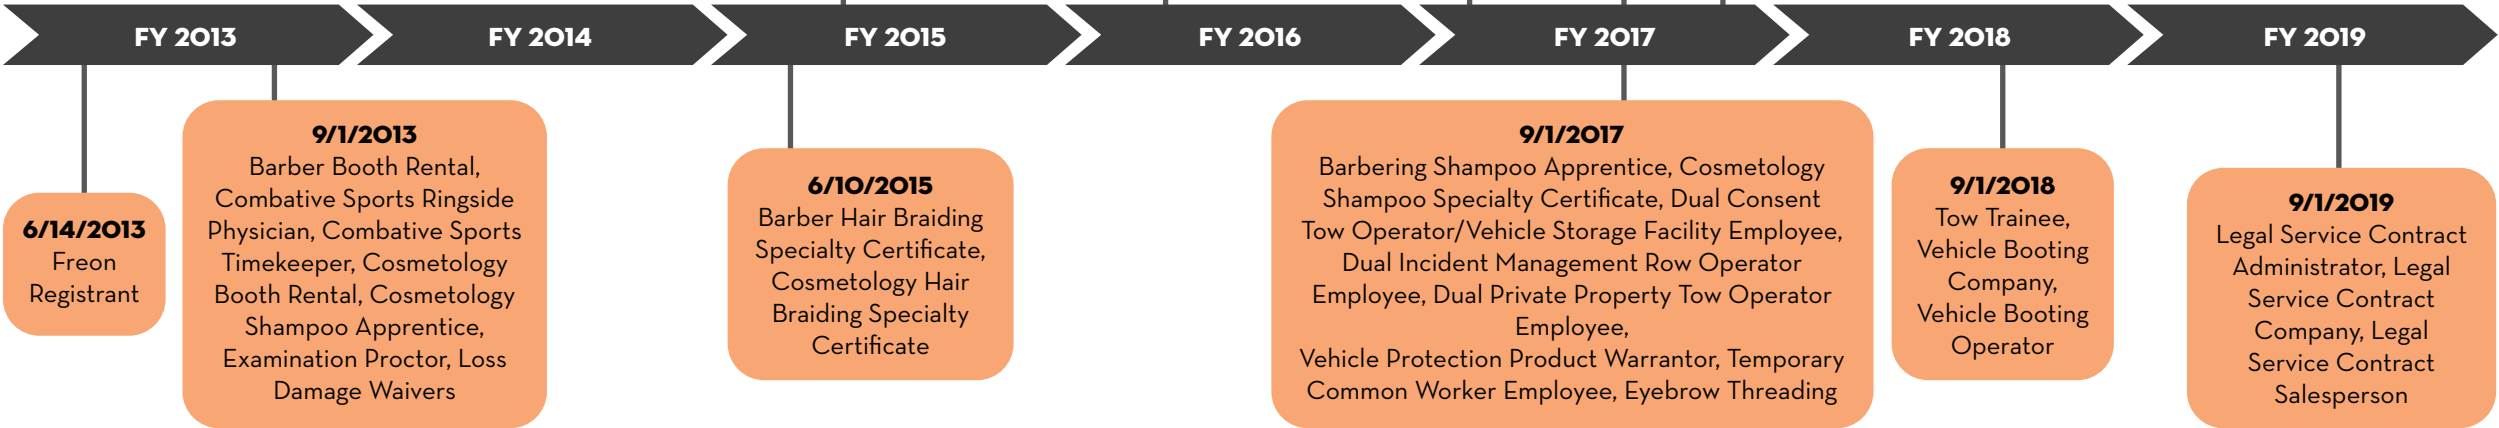 FY 2013
FY 2014
FY 2015
FY 2016
FY 2017
FY 2018
FY 2019
6/14/2013
Freon
Registrant
9/1/2013
Barber Booth Rental,
Combative Sports Ringside
Physician, Combative Sports
Timekeeper, Cosmetology
Booth Rental, Cosmetology
Shampoo Apprentice,
Examination Proctor, Loss
Damage Waivers
6/10/2015
Barber Hair Braiding
Specialty Certificate,
Cosmetology Hair
Braiding Specialty
Certificate
9/1/2017
Barbering Shampoo Apprentice, Cosmetology
Shampoo Specialty Certificate, Dual Consent
Tow Operator/Vehicle Storage Facility Employee,
Dual Incident Management Row Operator
Employee, Dual Private Property Tow Operator
Employee,
Vehicle Protection Product Warrantor, Temporary
Common Worker Employee, Eyebrow Threading
9/1/2018
Tow Trainee,
Vehicle Booting
Company,
Vehicle Booting
Operator
9/1/2019
Legal Service Contract
Administrator, Legal
Service Contract
Company, Legal
Service Contract
Salesperson